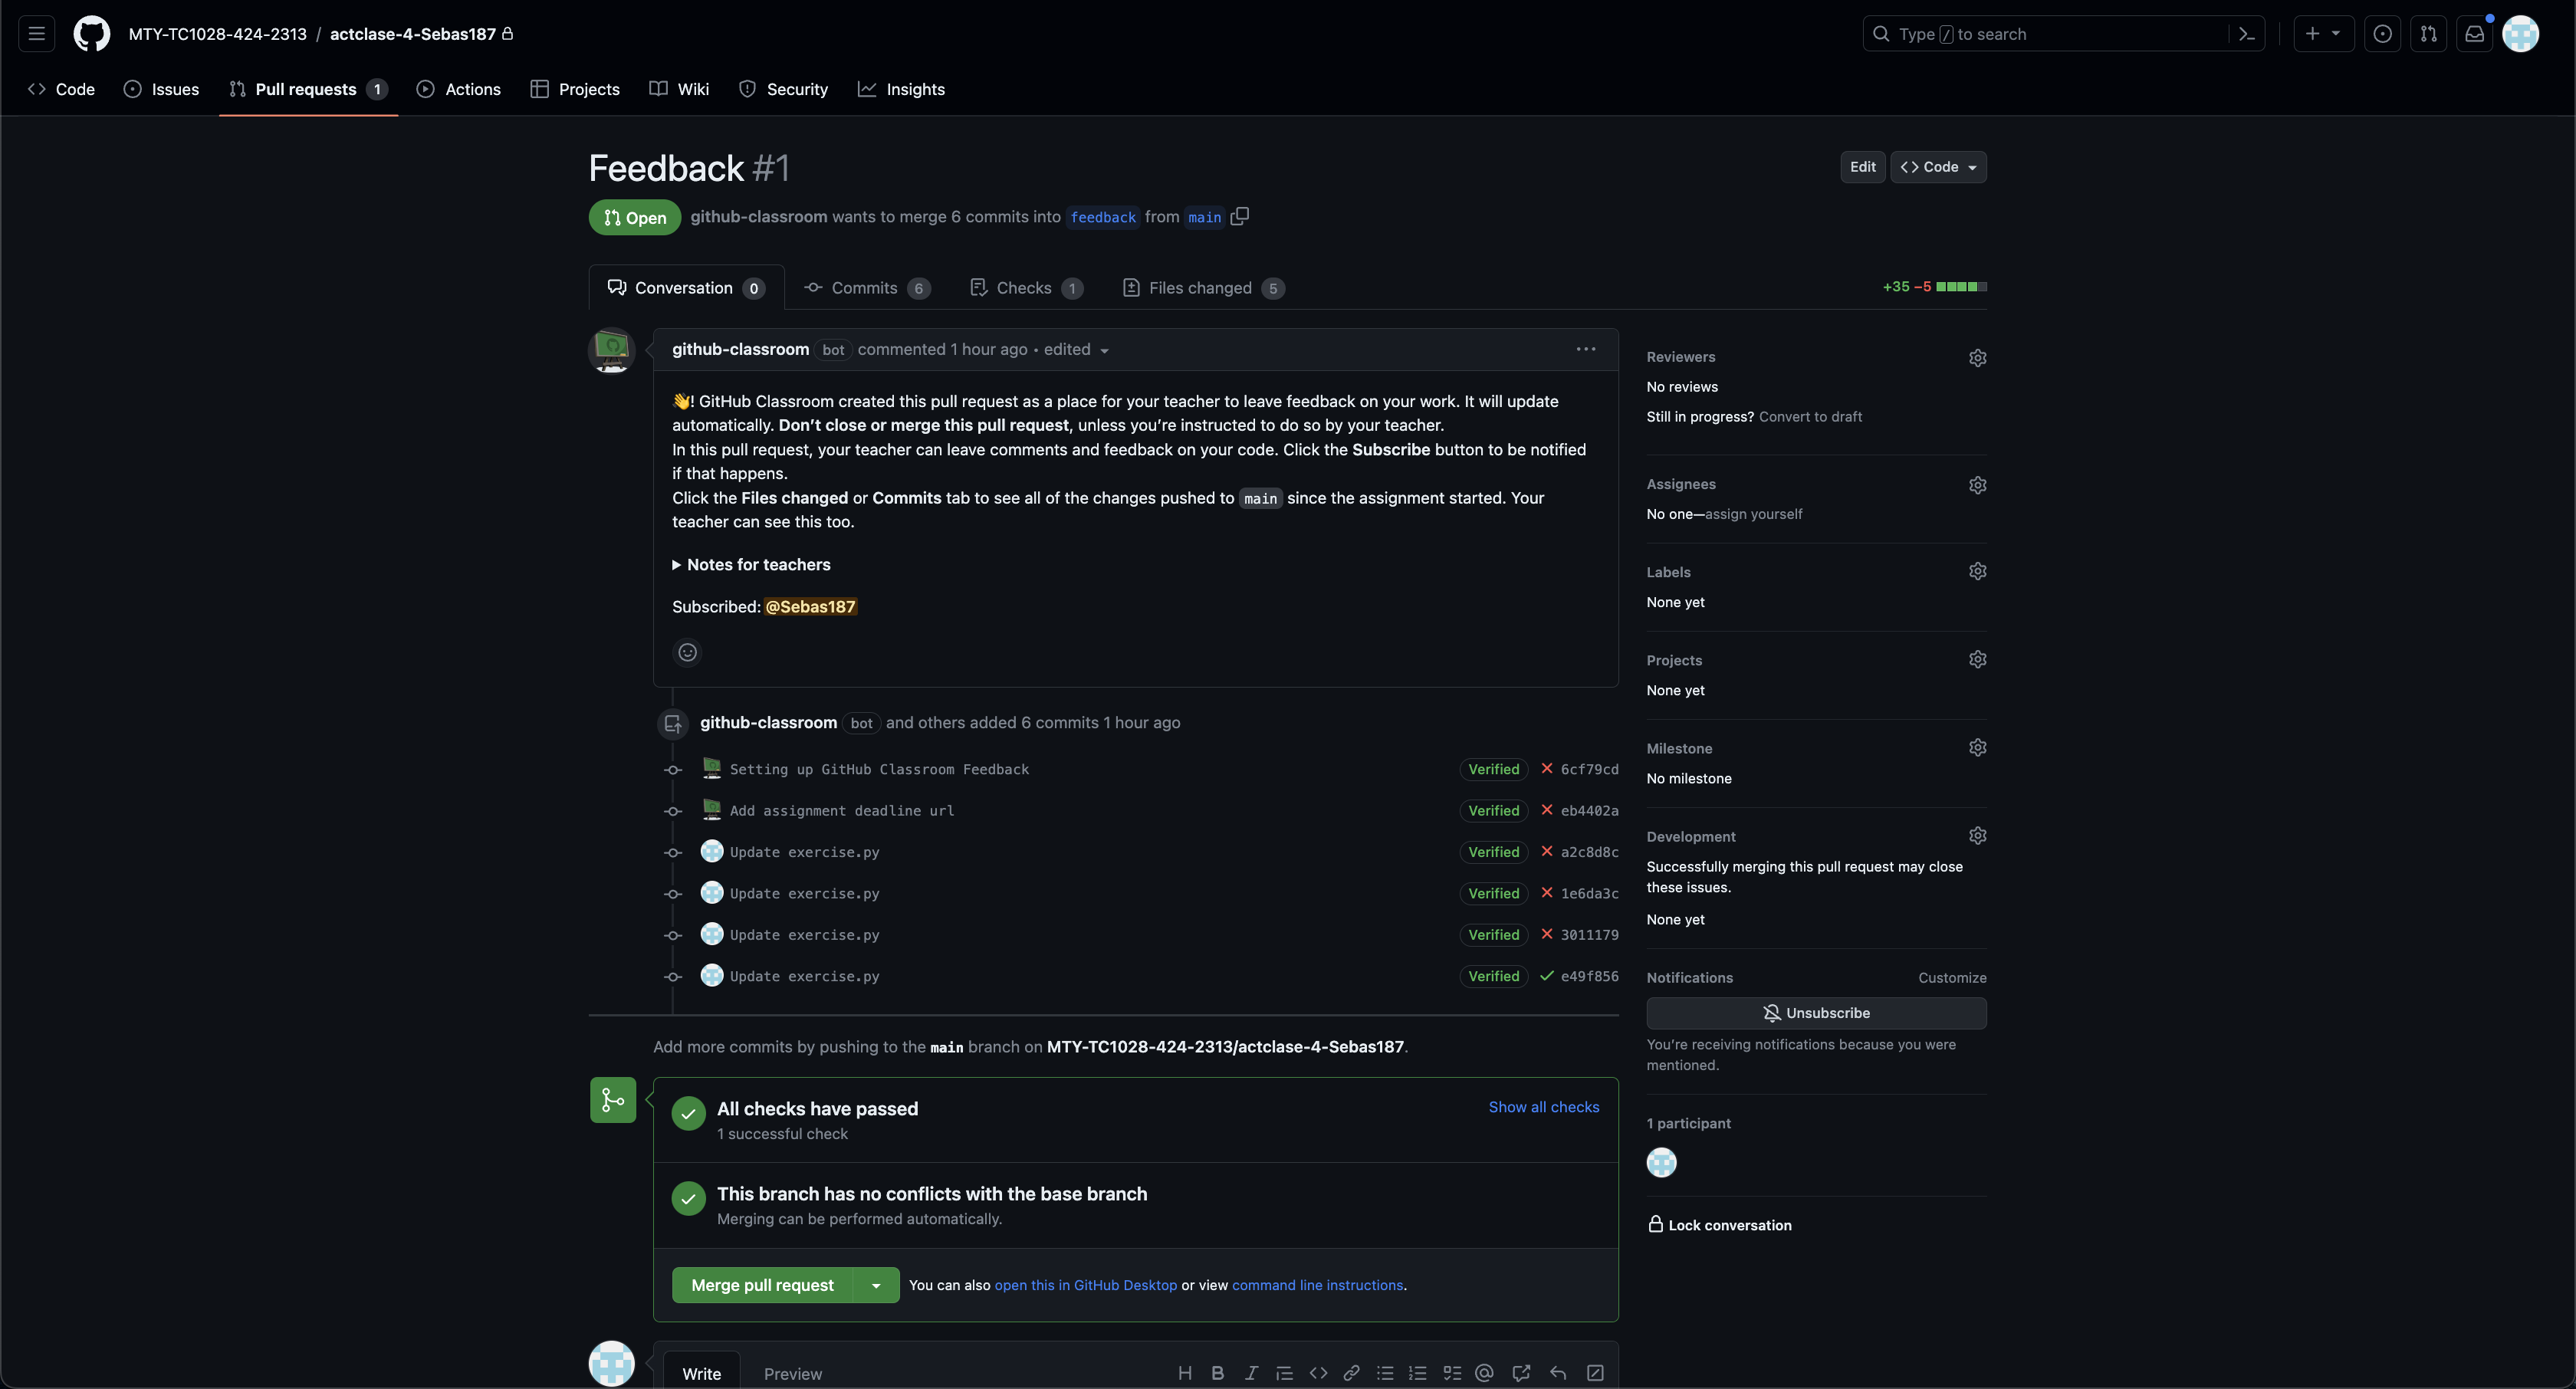 MTY-TC1028-424-2313 / actclase-4-Sebas187
Type / to search
Code Issues Pull requests 1 Actions Projects Wiki Security Insights
Feedback #1
Edit Code
Open github-classroom wants to merge 6 commits into feedback from main
Conversation 0 Commits 6 Checks 1 Files changed 5
+35 −5
github-classroom bot commented 1 hour ago • edited
👋! GitHub Classroom created this pull request as a place for your teacher to leave feedback on your work. It will update
automatically. Don’t close or merge this pull request, unless you’re instructed to do so by your teacher.
In this pull request, your teacher can leave comments and feedback on your code. Click the Subscribe button to be notified
if that happens.
Click the Files changed or Commits tab to see all of the changes pushed to main since the assignment started. Your
teacher can see this too.
Notes for teachers
Subscribed: @Sebas187
github-classroom bot and others added 6 commits 1 hour ago
Setting up GitHub Classroom Feedback Verified 6cf79cd
Add assignment deadline url Verified eb4402a
Update exercise.py Verified a2c8d8c
Update exercise.py Verified 1e6da3c
Update exercise.py Verified 3011179
Update exercise.py Verified e49f856
Add more commits by pushing to the main branch on MTY-TC1028-424-2313/actclase-4-Sebas187.
All checks have passed
Show all checks
1 successful check
This branch has no conflicts with the base branch
Merging can be performed automatically.
Merge pull request You can also open this in GitHub Desktop or view command line instructions.
Write Preview
Reviewers
No reviews
Still in progress? Convert to draft
Assignees
No one—assign yourself
Labels
None yet
Projects
None yet
Milestone
No milestone
Development
Successfully merging this pull request may close
these issues.
None yet
Notifications Customize
Unsubscribe
You’re receiving notifications because you were
mentioned.
1 participant
Lock conversation